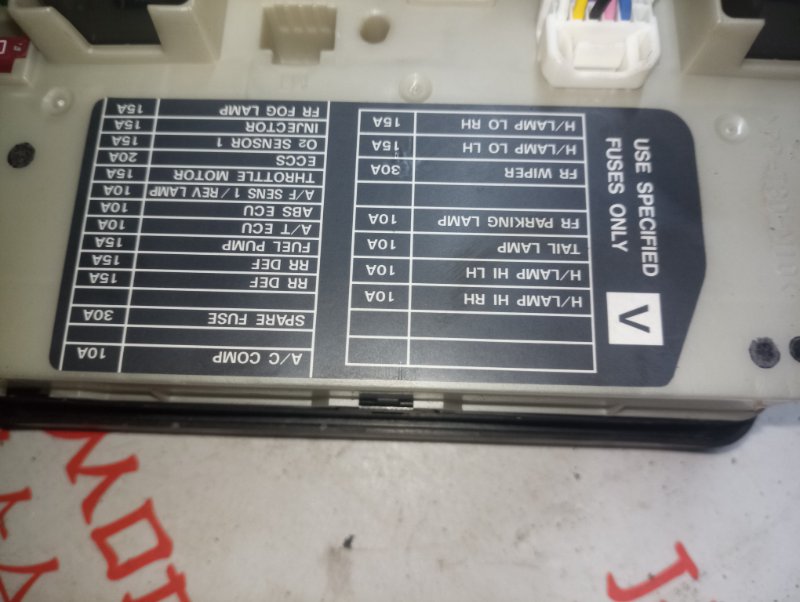 USE SPECIFIED
FUSES ONLY
H/LAMP HI RH 10A
H/LAMP HI LH 10A
TAIL LAMP 10A
FR PARKING LAMP 10A
FR WIPER 30A
H/LAMP LO LH 15A
H/LAMP LO RH 15A
A/C COMP 10A
SPARE FUSE 30A
RR DEF 15A
RR DEF 15A
FUEL PUMP 15A
A/T ECU 10A
ABS ECU 10A
A/F SENS 1/REV LAMP 10A
THROTTLE MOTOR 15A
ECCS 20A
O2 SENSOR 1 15A
INJECTOR 15A
FR FOG LAMP 15A